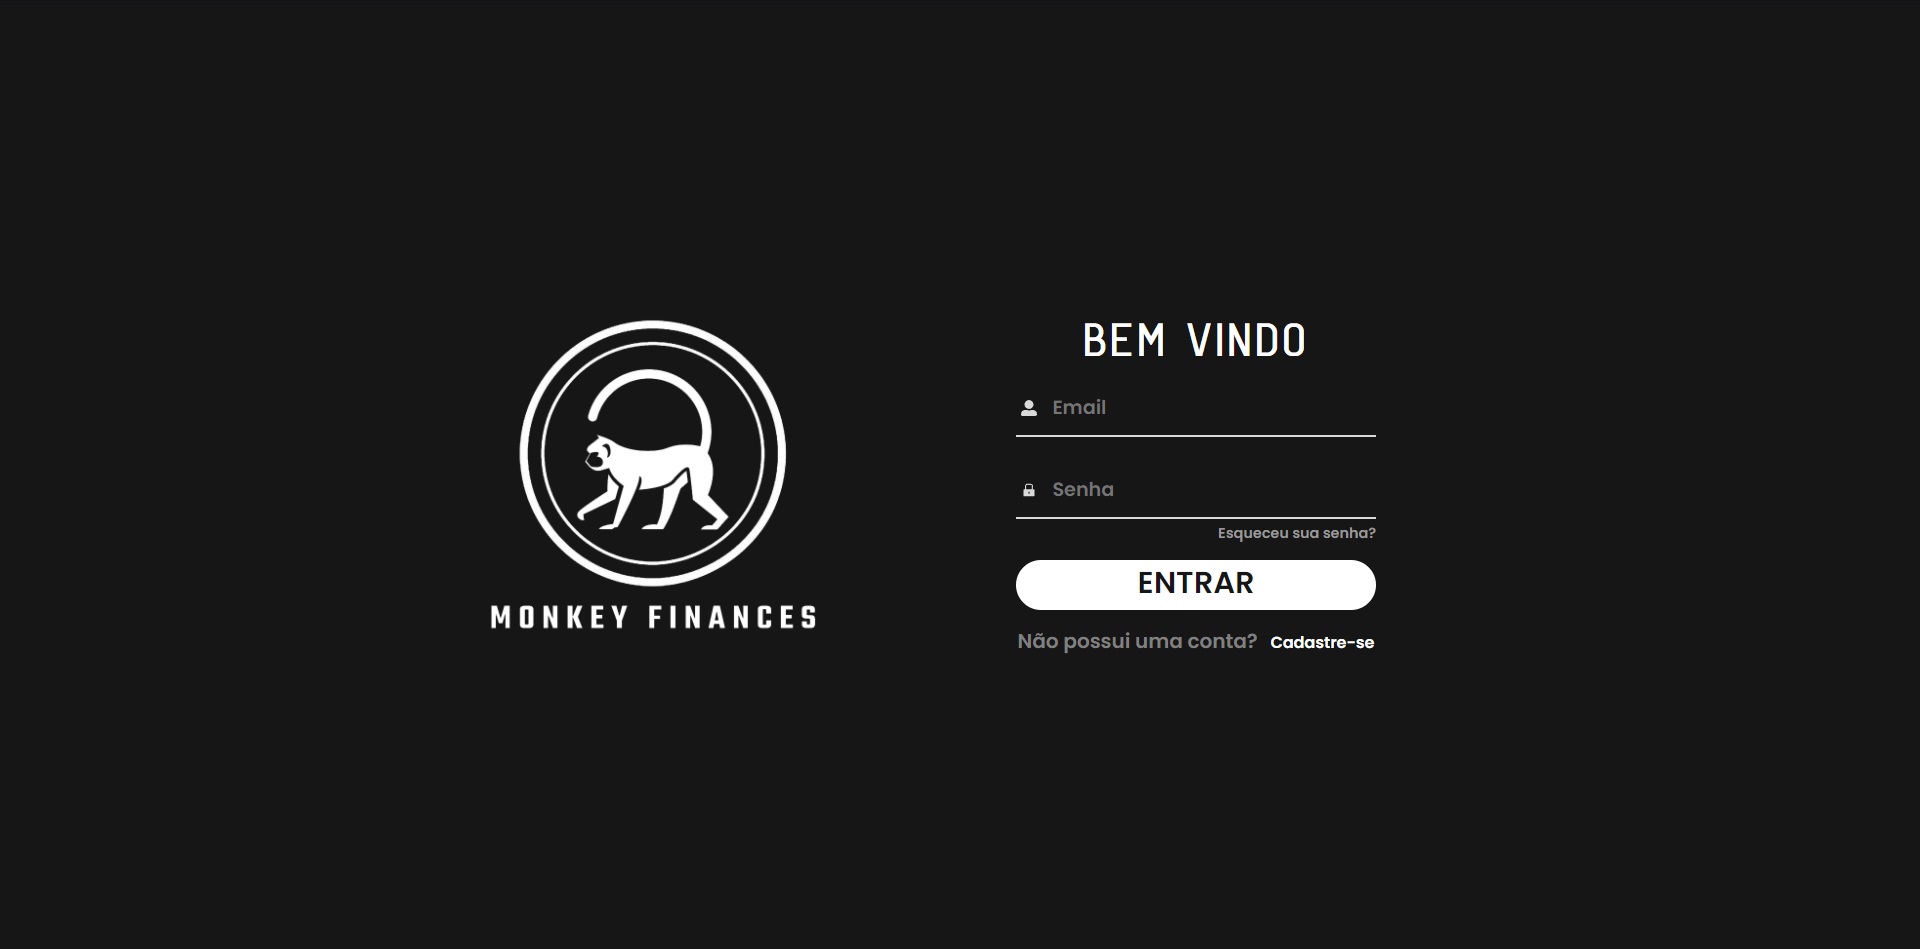 MONKEY FINANCES
BEM VINDO
Email
Senha
Esqueceu sua senha?
ENTRAR
Não possui uma conta? Cadastre-se